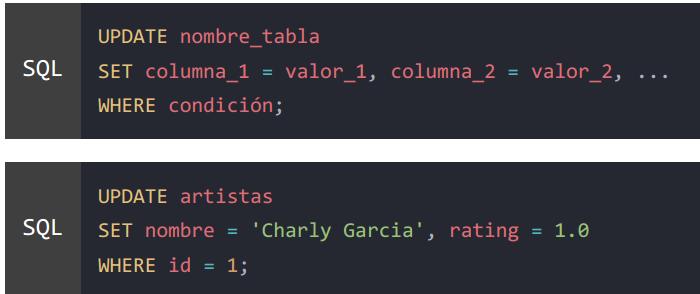 SQL
UPDATE nombre_tabla
SET columna_1 = valor_1, columna_2 = valor_2, ...
WHERE condición;
SQL
UPDATE artistas
SET nombre = 'Charly Garcia', rating = 1.0
WHERE id = 1;